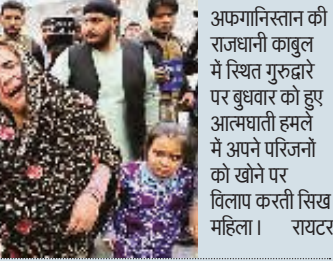 अफगानिस्तान की
राजधानी काबुल
में स्थित गुरुद्वारे
पर बुधवार को हुए
आत्मघाती हमले
में अपने परिजनों
को खोने पर
विलाप करती सिख
महिला। रायटर